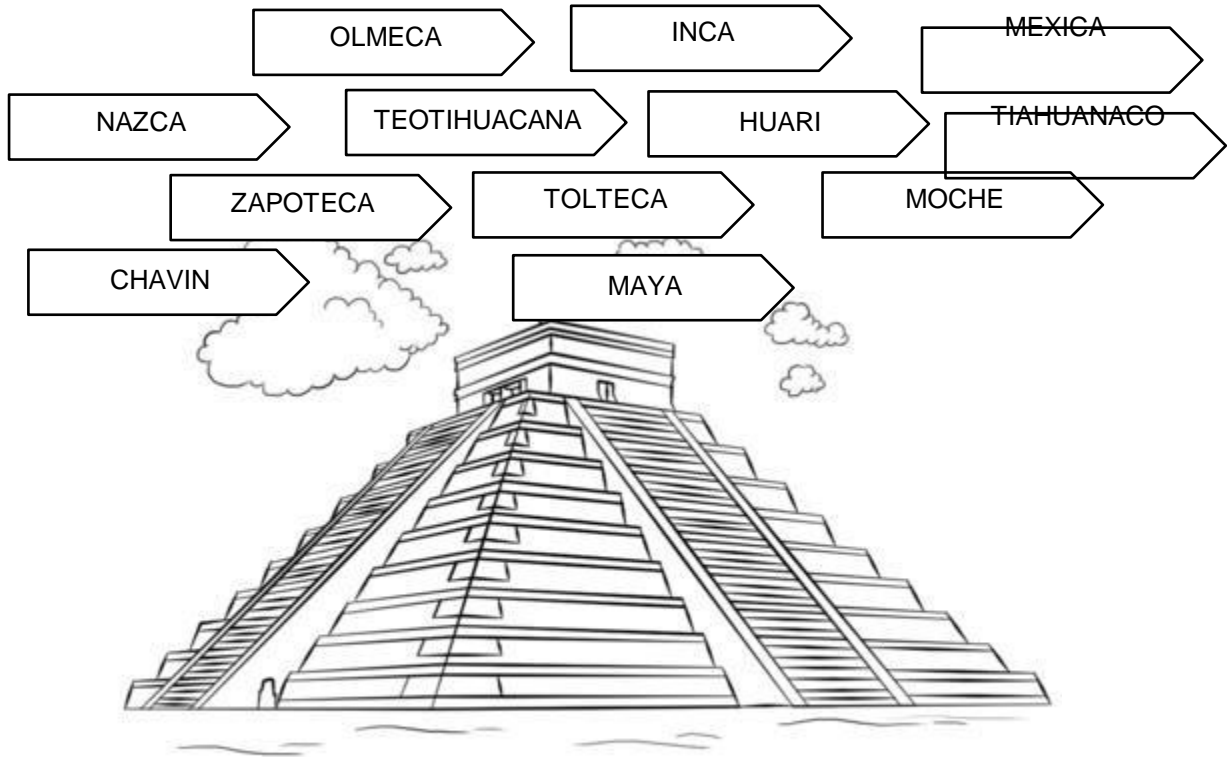 OLMECA
INCA
MEXICA
NAZCA
TEOTIHUACANA
HUARI
TIAHUANACO
ZAPOTECA
TOLTECA
MOCHE
CHAVIN
MAYA